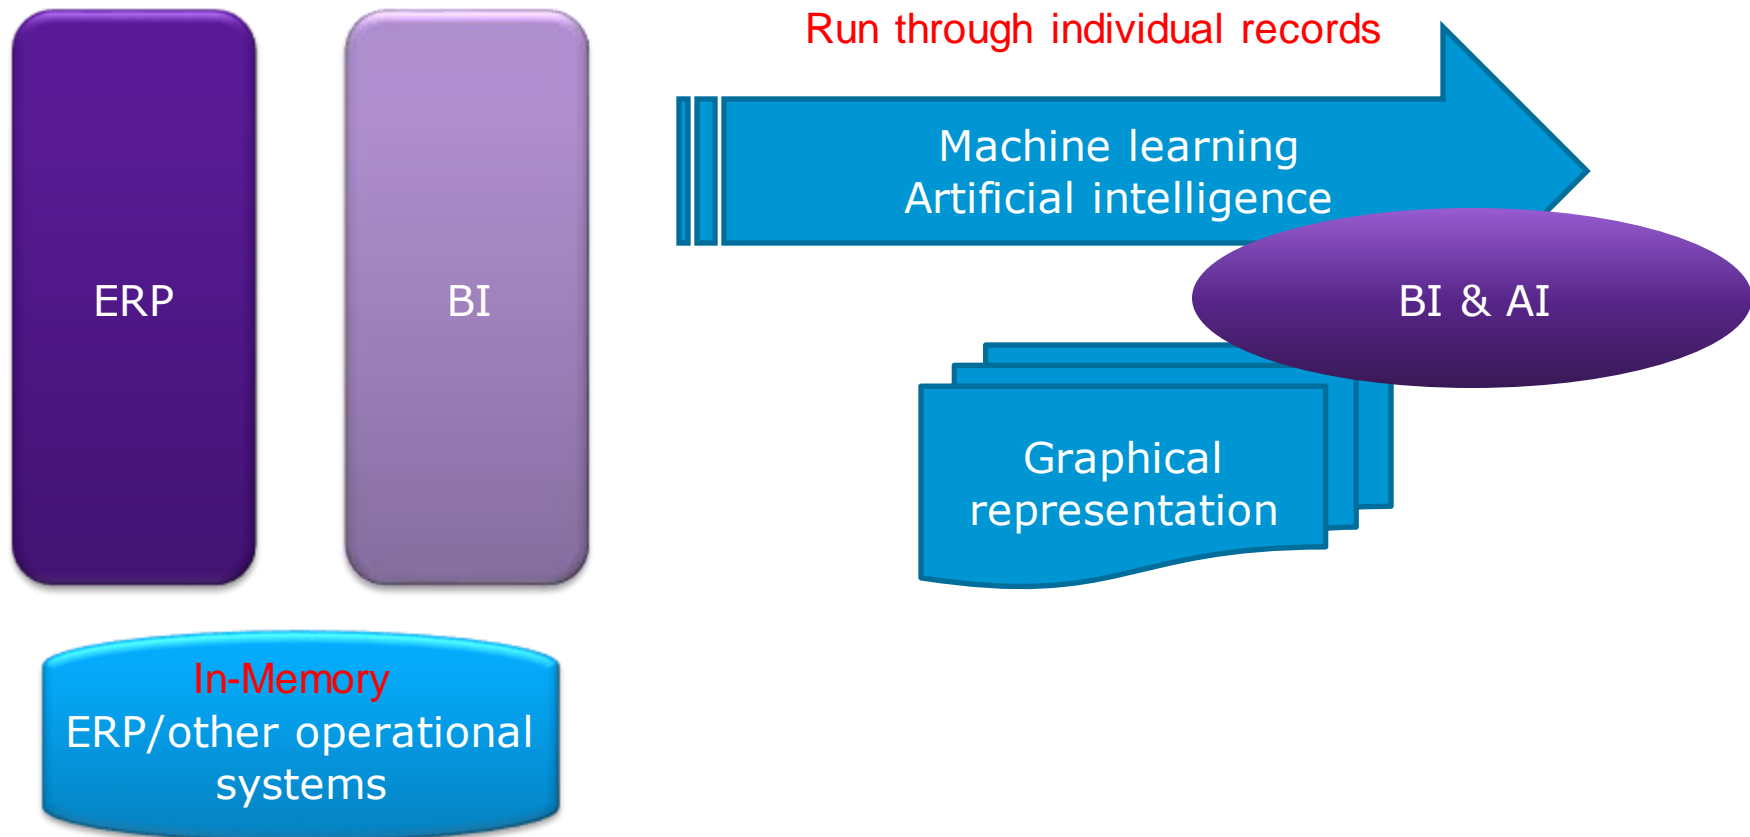 Run through individual records
Machine learning
Artificial intelligence
ERP
BI
BI & AI
Graphical
representation
In-Memory
ERP/other operational
systems